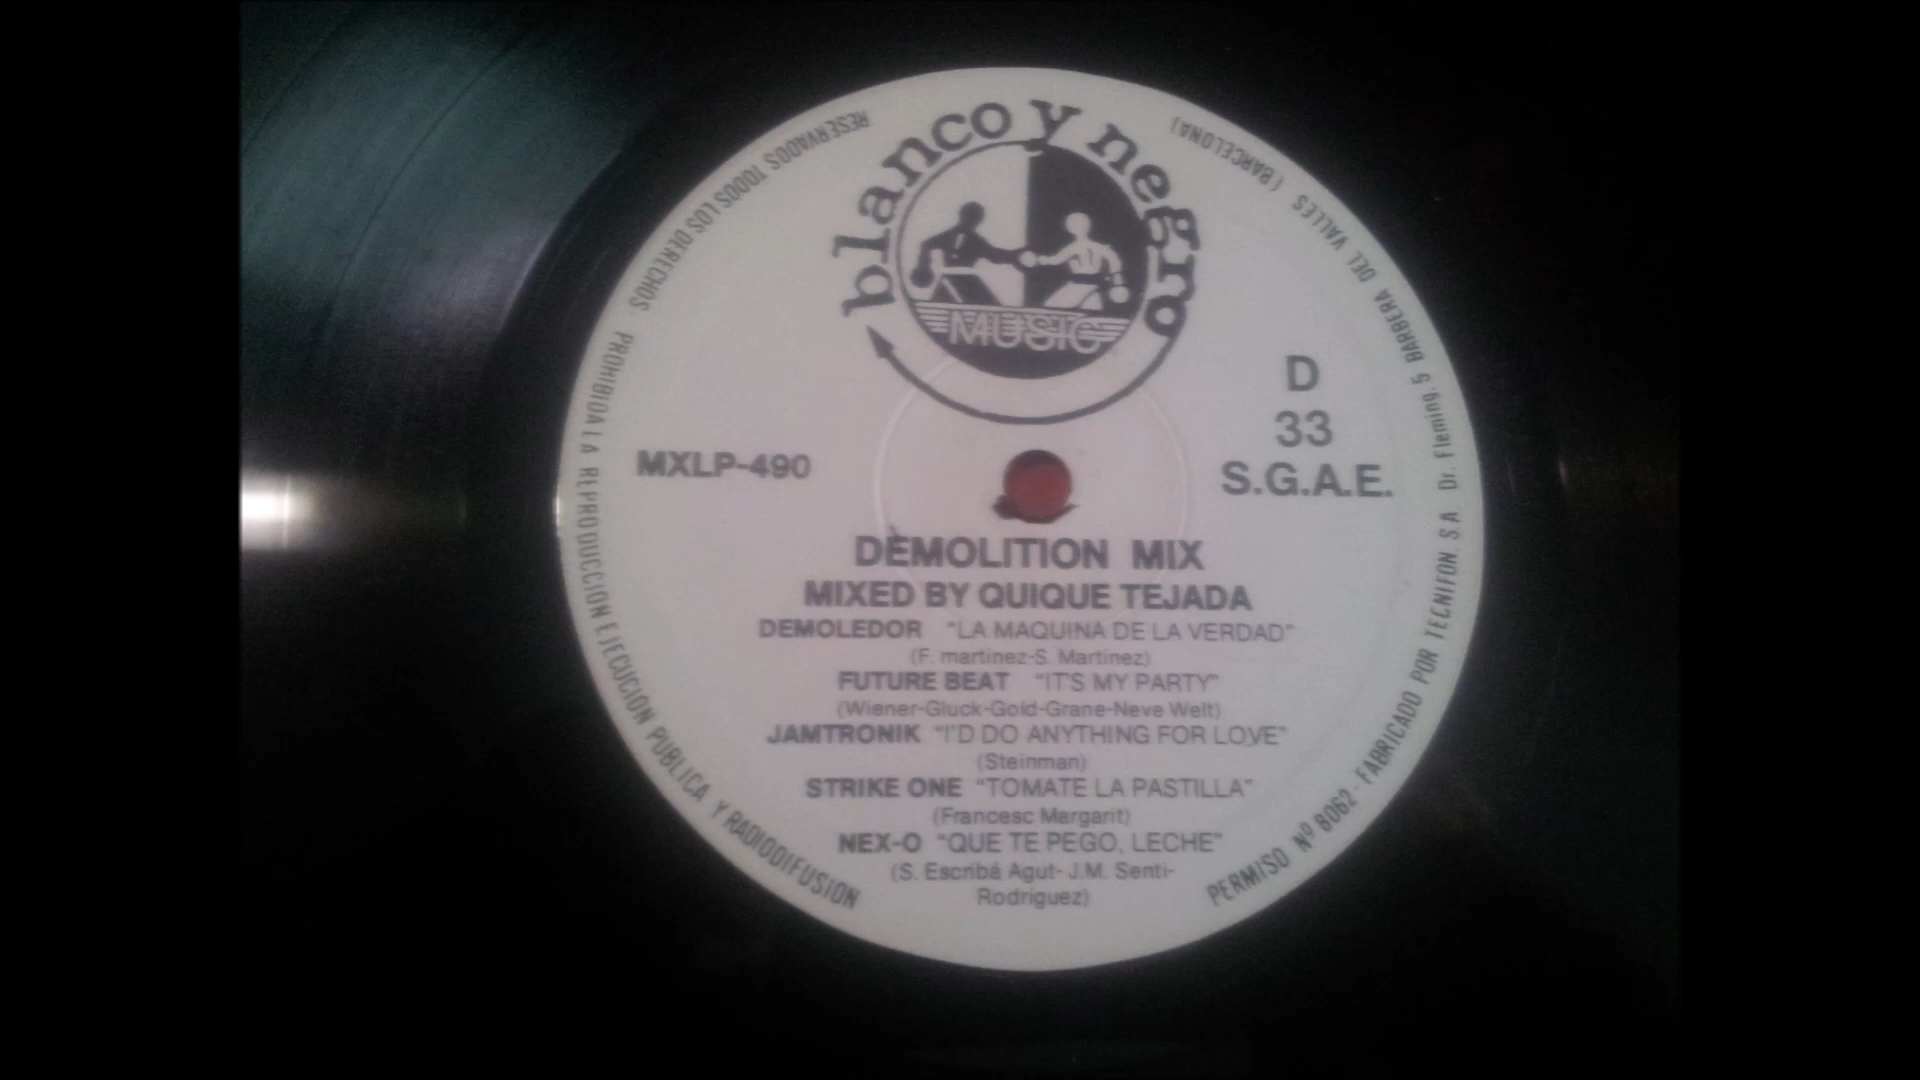 blanco y negro
MUSIC
D
33
S.G.A.E.
MXLP-490
DEMOLITION MIX
MIXED BY QUIQUE TEJADA
DEMOLEDOR "LA MAQUINA DE LA VERDAD"
(F. martinez-S. Martinez)
FUTURE BEAT "IT'S MY PARTY"
(Wiener-Gluck-Gold-Grane-Neve Welt)
JAMTRONIK "I'D DO ANYTHING FOR LOVE"
(Steinman)
STRIKE ONE "TOMATE LA PASTILLA"
(Francesc Margarit)
NEX-O "QUE TE PEGO, LECHE"
(S. Escribá Agut- J.M. Senti-
Rodriguez)
RESERVADOS TODOS LOS DERECHOS. PROHIBIDA LA REPRODUCCION EJECUCION PUBLICA Y RADIODIFUSION
PERMISO Nº 8062 - FABRICADO POR TECNIFON, S.A. Dr. Fleming, 5 BARBERA DEL VALLES (BARCELONA)